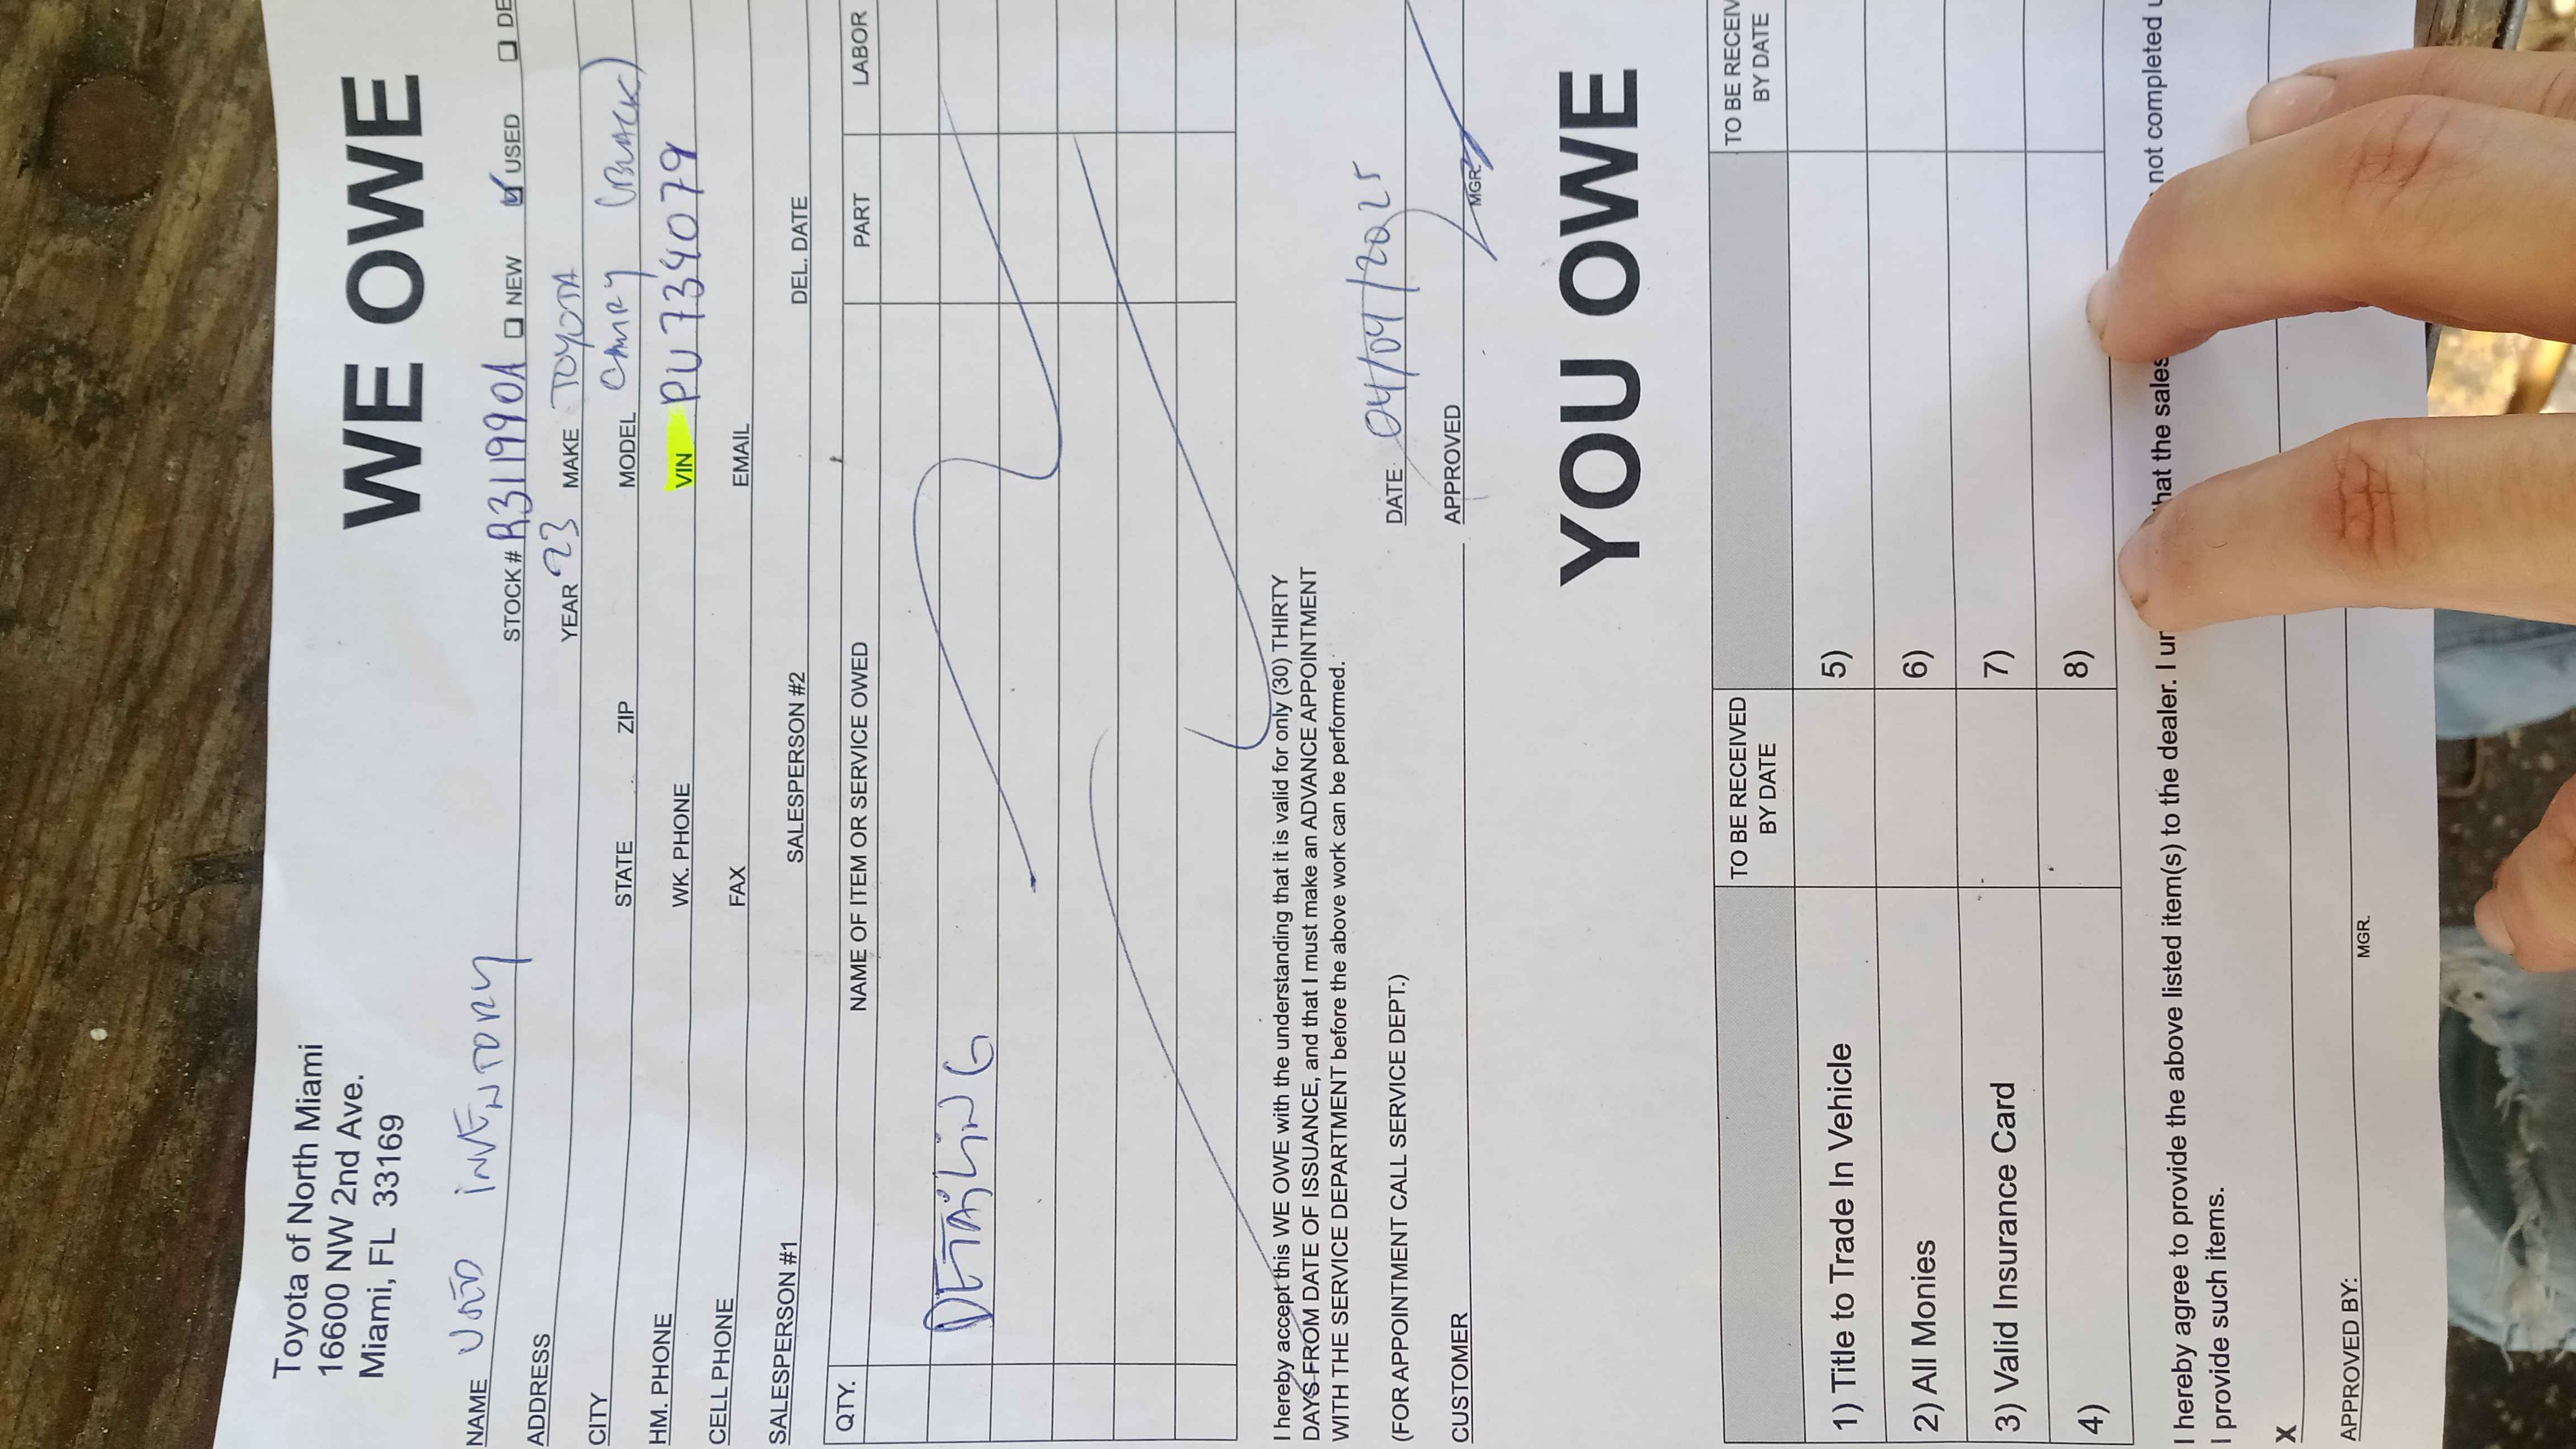 Toyota of North Miami
16600 NW 2nd Ave.
Miami, FL 33169
WE OWE
NAME USED INVENTORY STOCK # R311990A NEW USED DE
ADDRESS YEAR 23 MAKE TOYOTA
CITY STATE ZIP MODEL CAMRY (BLACK)
HM. PHONE WK. PHONE VIN PU734079
CELL PHONE FAX EMAIL
SALESPERSON #1 SALESPERSON #2 DEL. DATE
QTY. NAME OF ITEM OR SERVICE OWED PART LABOR
DETAILING
I hereby accept this WE OWE with the understanding that it is valid for only (30) THIRTY
DAYS FROM DATE OF ISSUANCE, and that I must make an ADVANCE APPOINTMENT
WITH THE SERVICE DEPARTMENT before the above work can be performed.
(FOR APPOINTMENT CALL SERVICE DEPT.) DATE 04/09/2025
CUSTOMER APPROVED MGR.
YOU OWE
TO BE RECEIVED BY DATE TO BE RECEIV
BY DATE
1) Title to Trade In Vehicle 5)
2) All Monies 6)
3) Valid Insurance Card 7)
4) 8)
I hereby agree to provide the above listed item(s) to the dealer. I un hat the sales not completed u
I provide such items.
X
APPROVED BY: MGR.